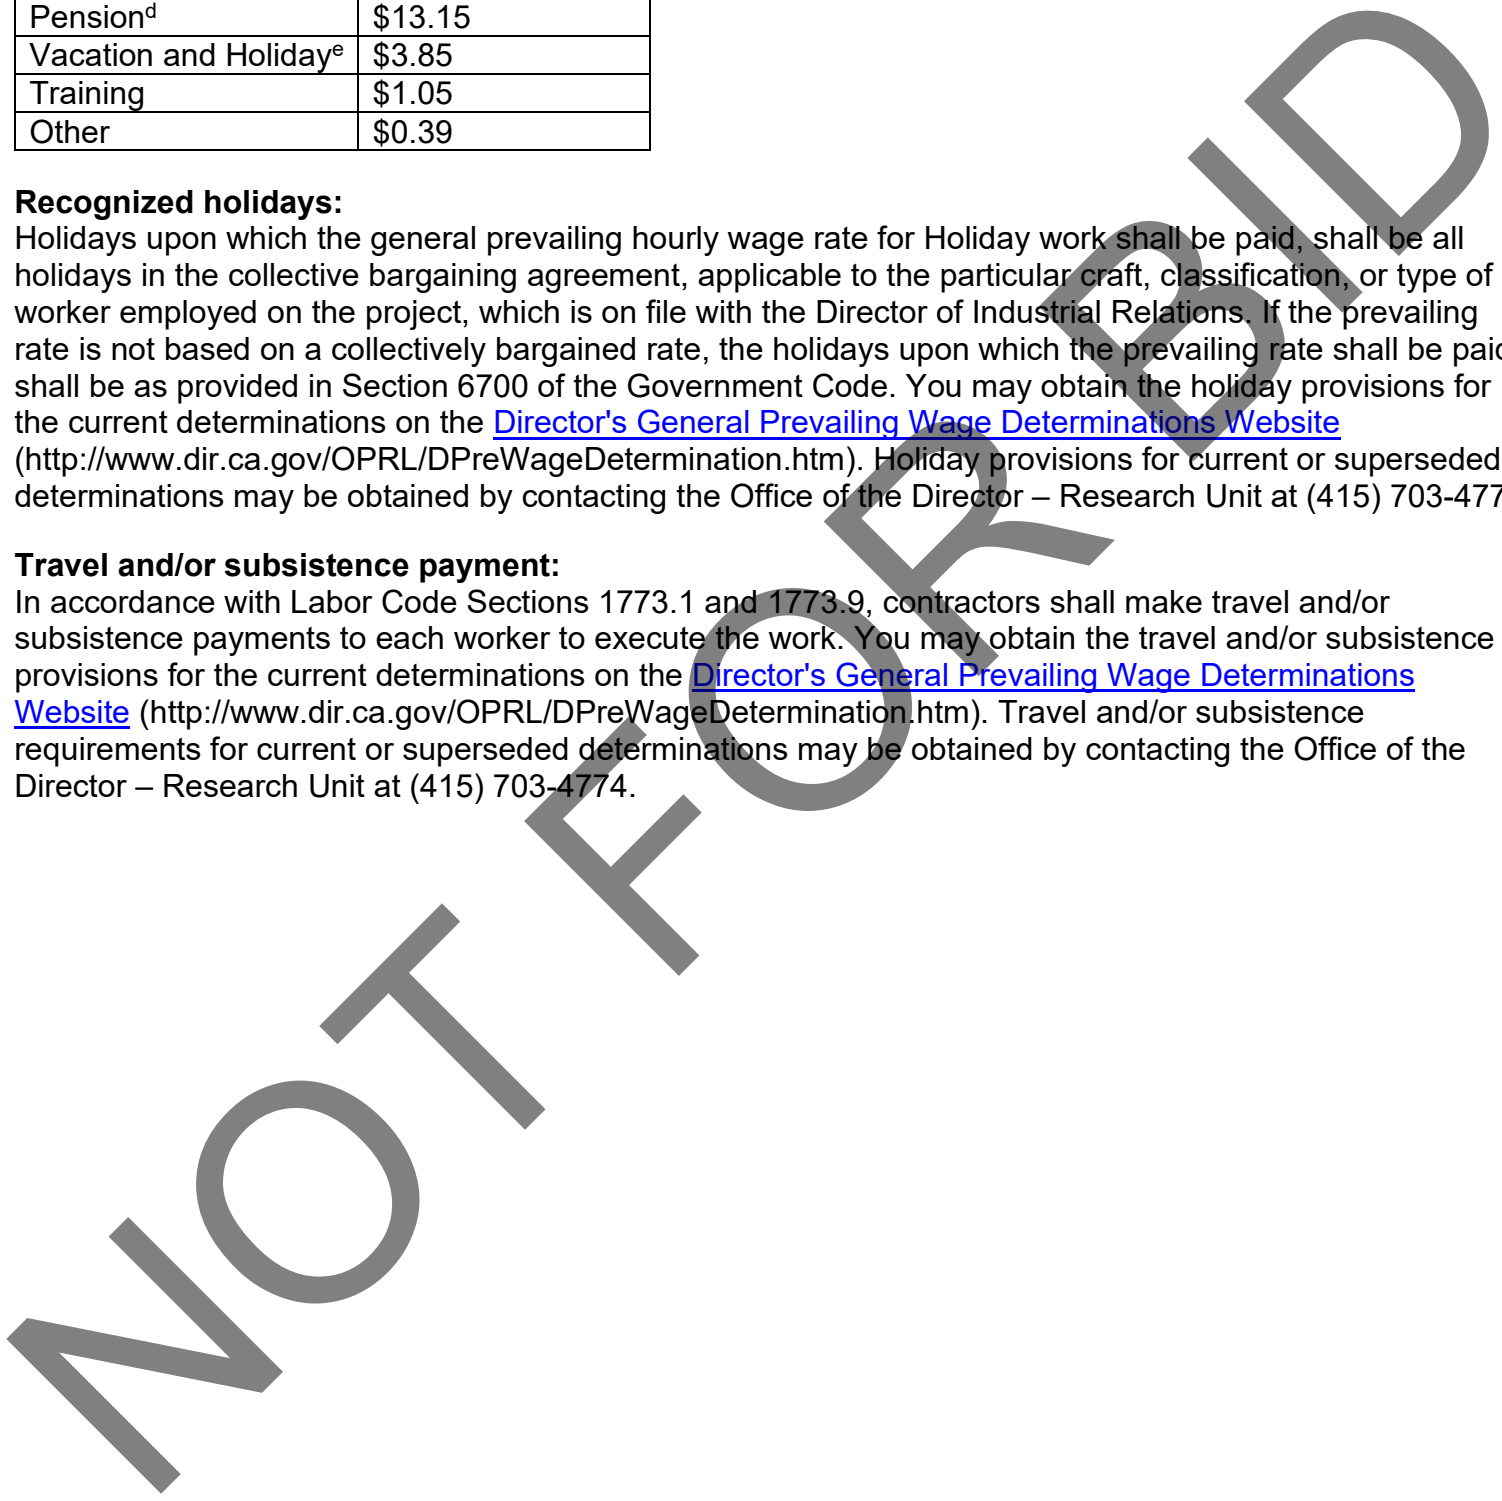 Pensionᵈ $13.15
Vacation and Holidayᵉ $3.85
Training $1.05
Other $0.39
Recognized holidays:
Holidays upon which the general prevailing hourly wage rate for Holiday work shall be paid, shall be all
holidays in the collective bargaining agreement, applicable to the particular craft, classification, or type of
worker employed on the project, which is on file with the Director of Industrial Relations. If the prevailing
rate is not based on a collectively bargained rate, the holidays upon which the prevailing rate shall be paid
shall be as provided in Section 6700 of the Government Code. You may obtain the holiday provisions for
the current determinations on the Director's General Prevailing Wage Determinations Website
(http://www.dir.ca.gov/OPRL/DPreWageDetermination.htm). Holiday provisions for current or superseded
determinations may be obtained by contacting the Office of the Director – Research Unit at (415) 703-477
Travel and/or subsistence payment:
In accordance with Labor Code Sections 1773.1 and 1773.9, contractors shall make travel and/or
subsistence payments to each worker to execute the work. You may obtain the travel and/or subsistence
provisions for the current determinations on the Director's General Prevailing Wage Determinations
Website (http://www.dir.ca.gov/OPRL/DPreWageDetermination.htm). Travel and/or subsistence
requirements for current or superseded determinations may be obtained by contacting the Office of the
Director – Research Unit at (415) 703-4774.
NOT FOR BID